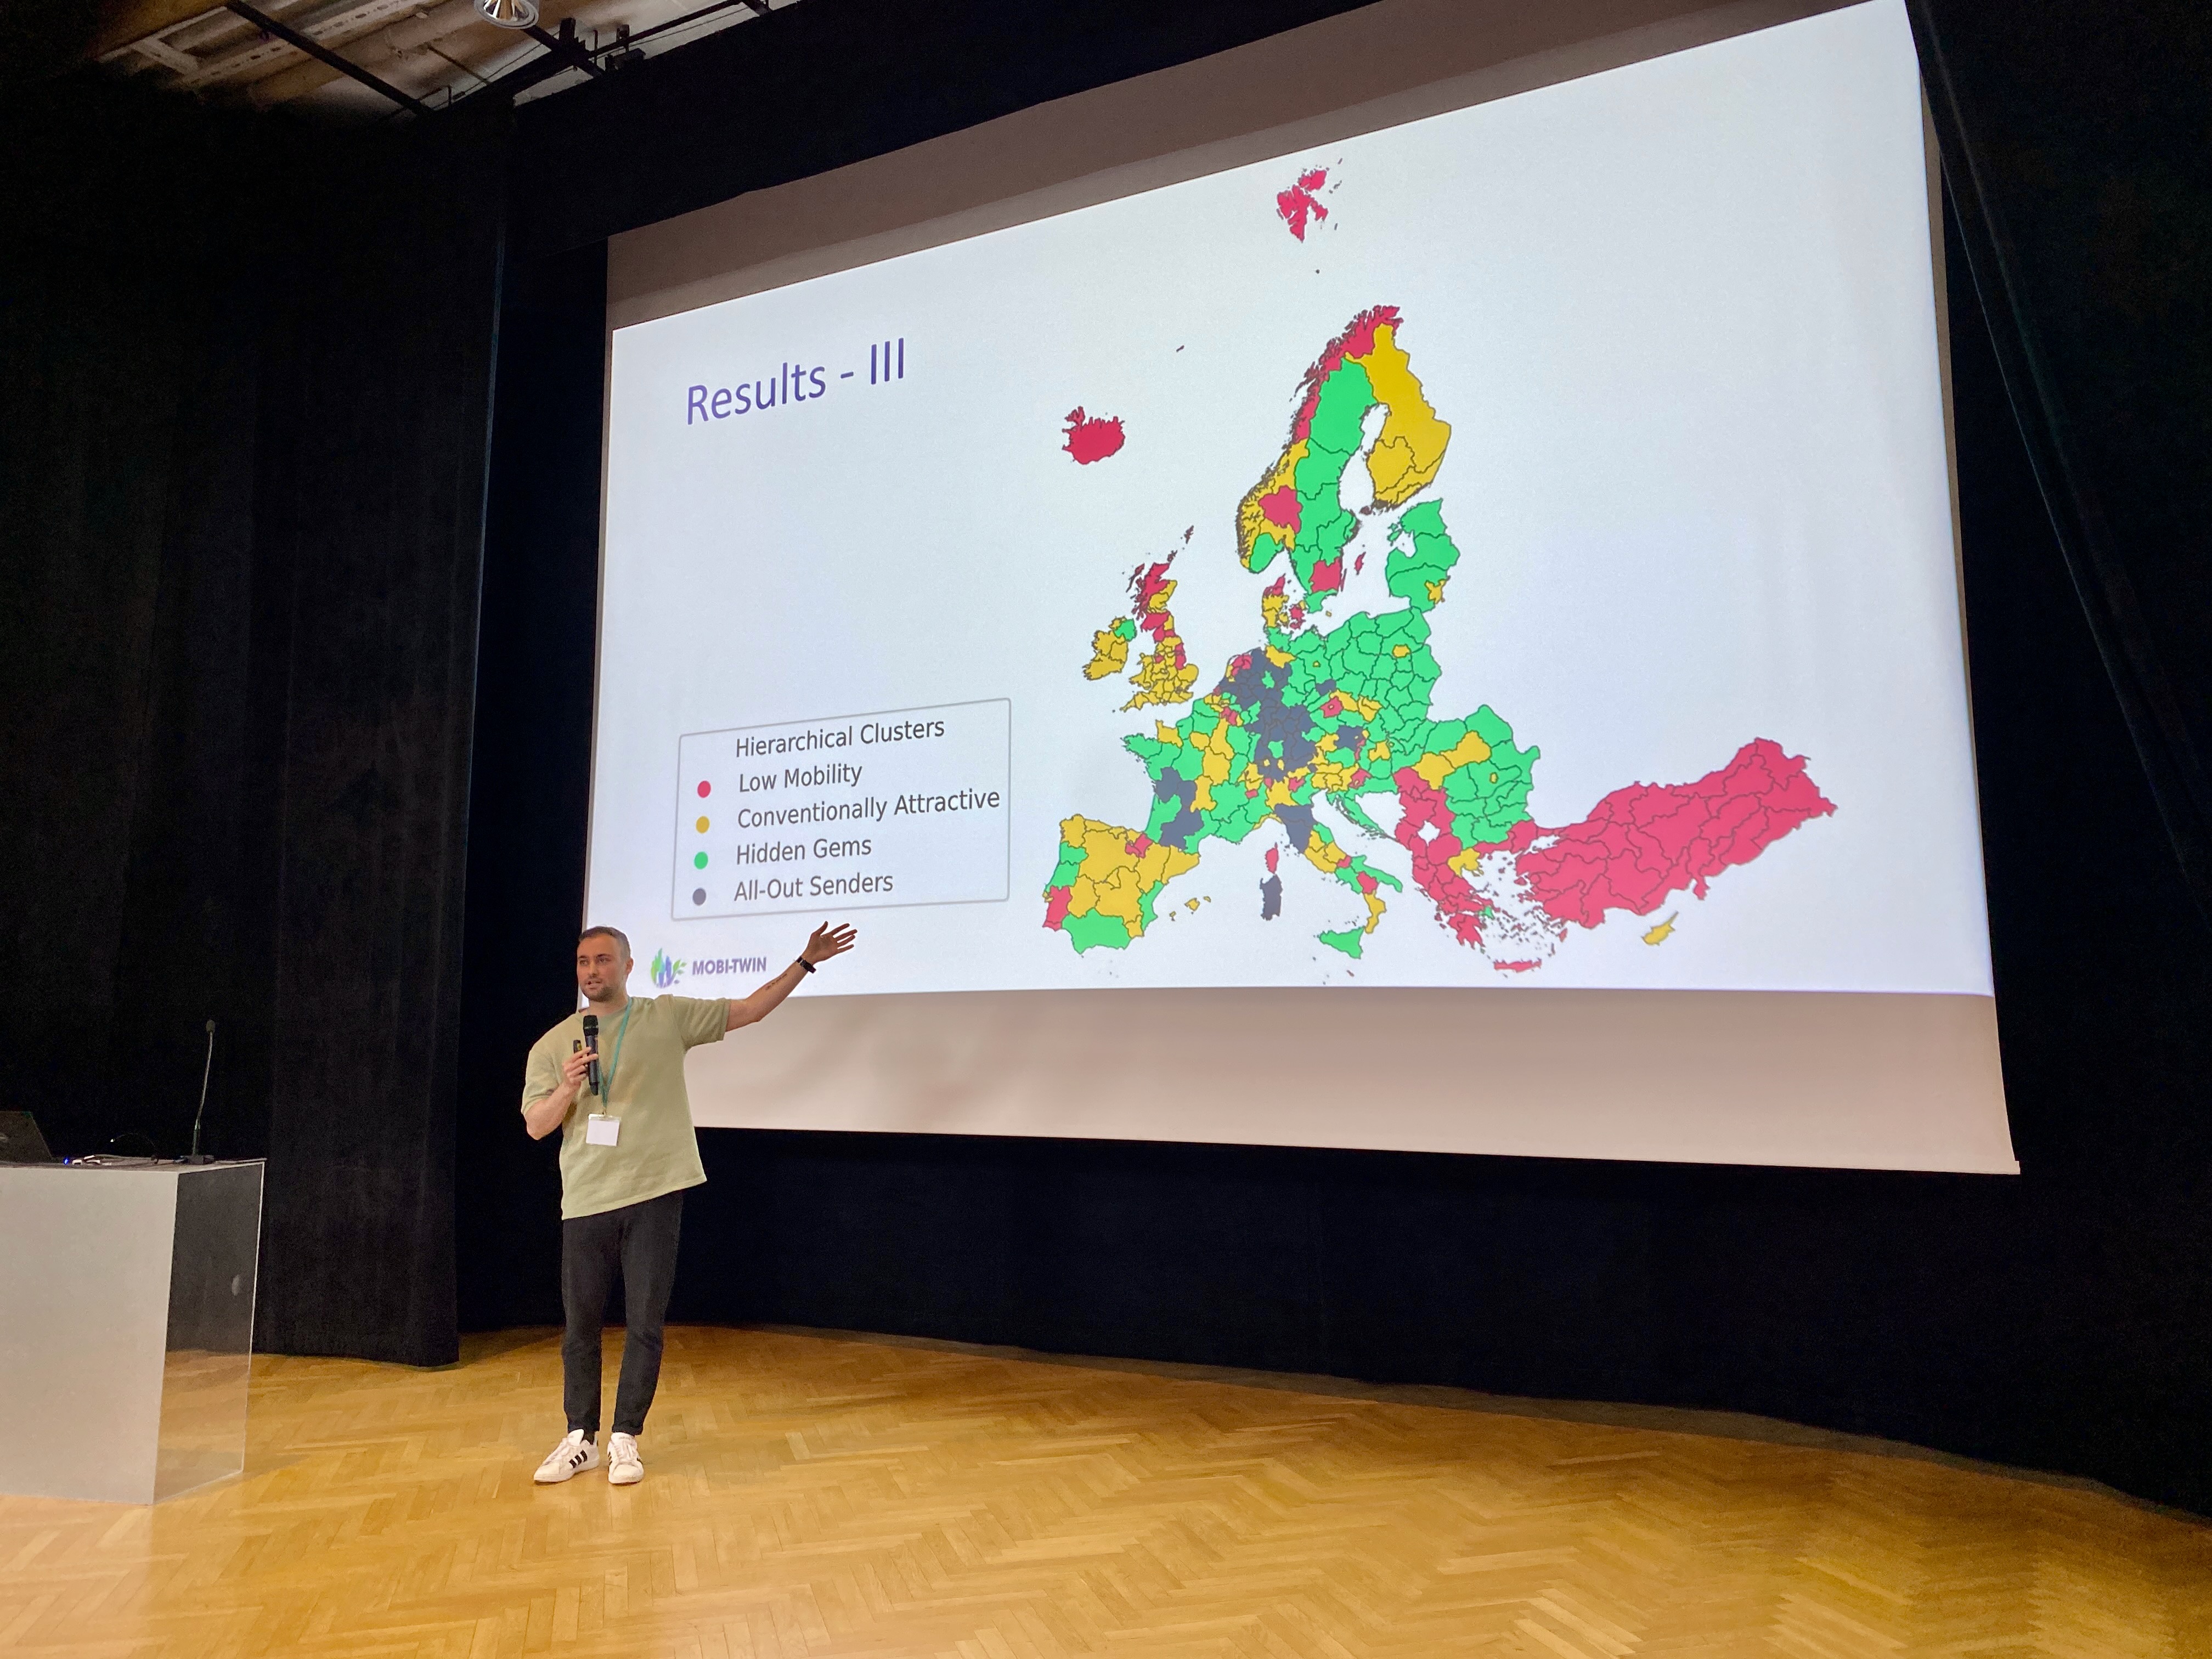 Results - III
Hierarchical Clusters
Low Mobility
Conventionally Attractive
Hidden Gems
All-Out Senders
MOBI-TWIN